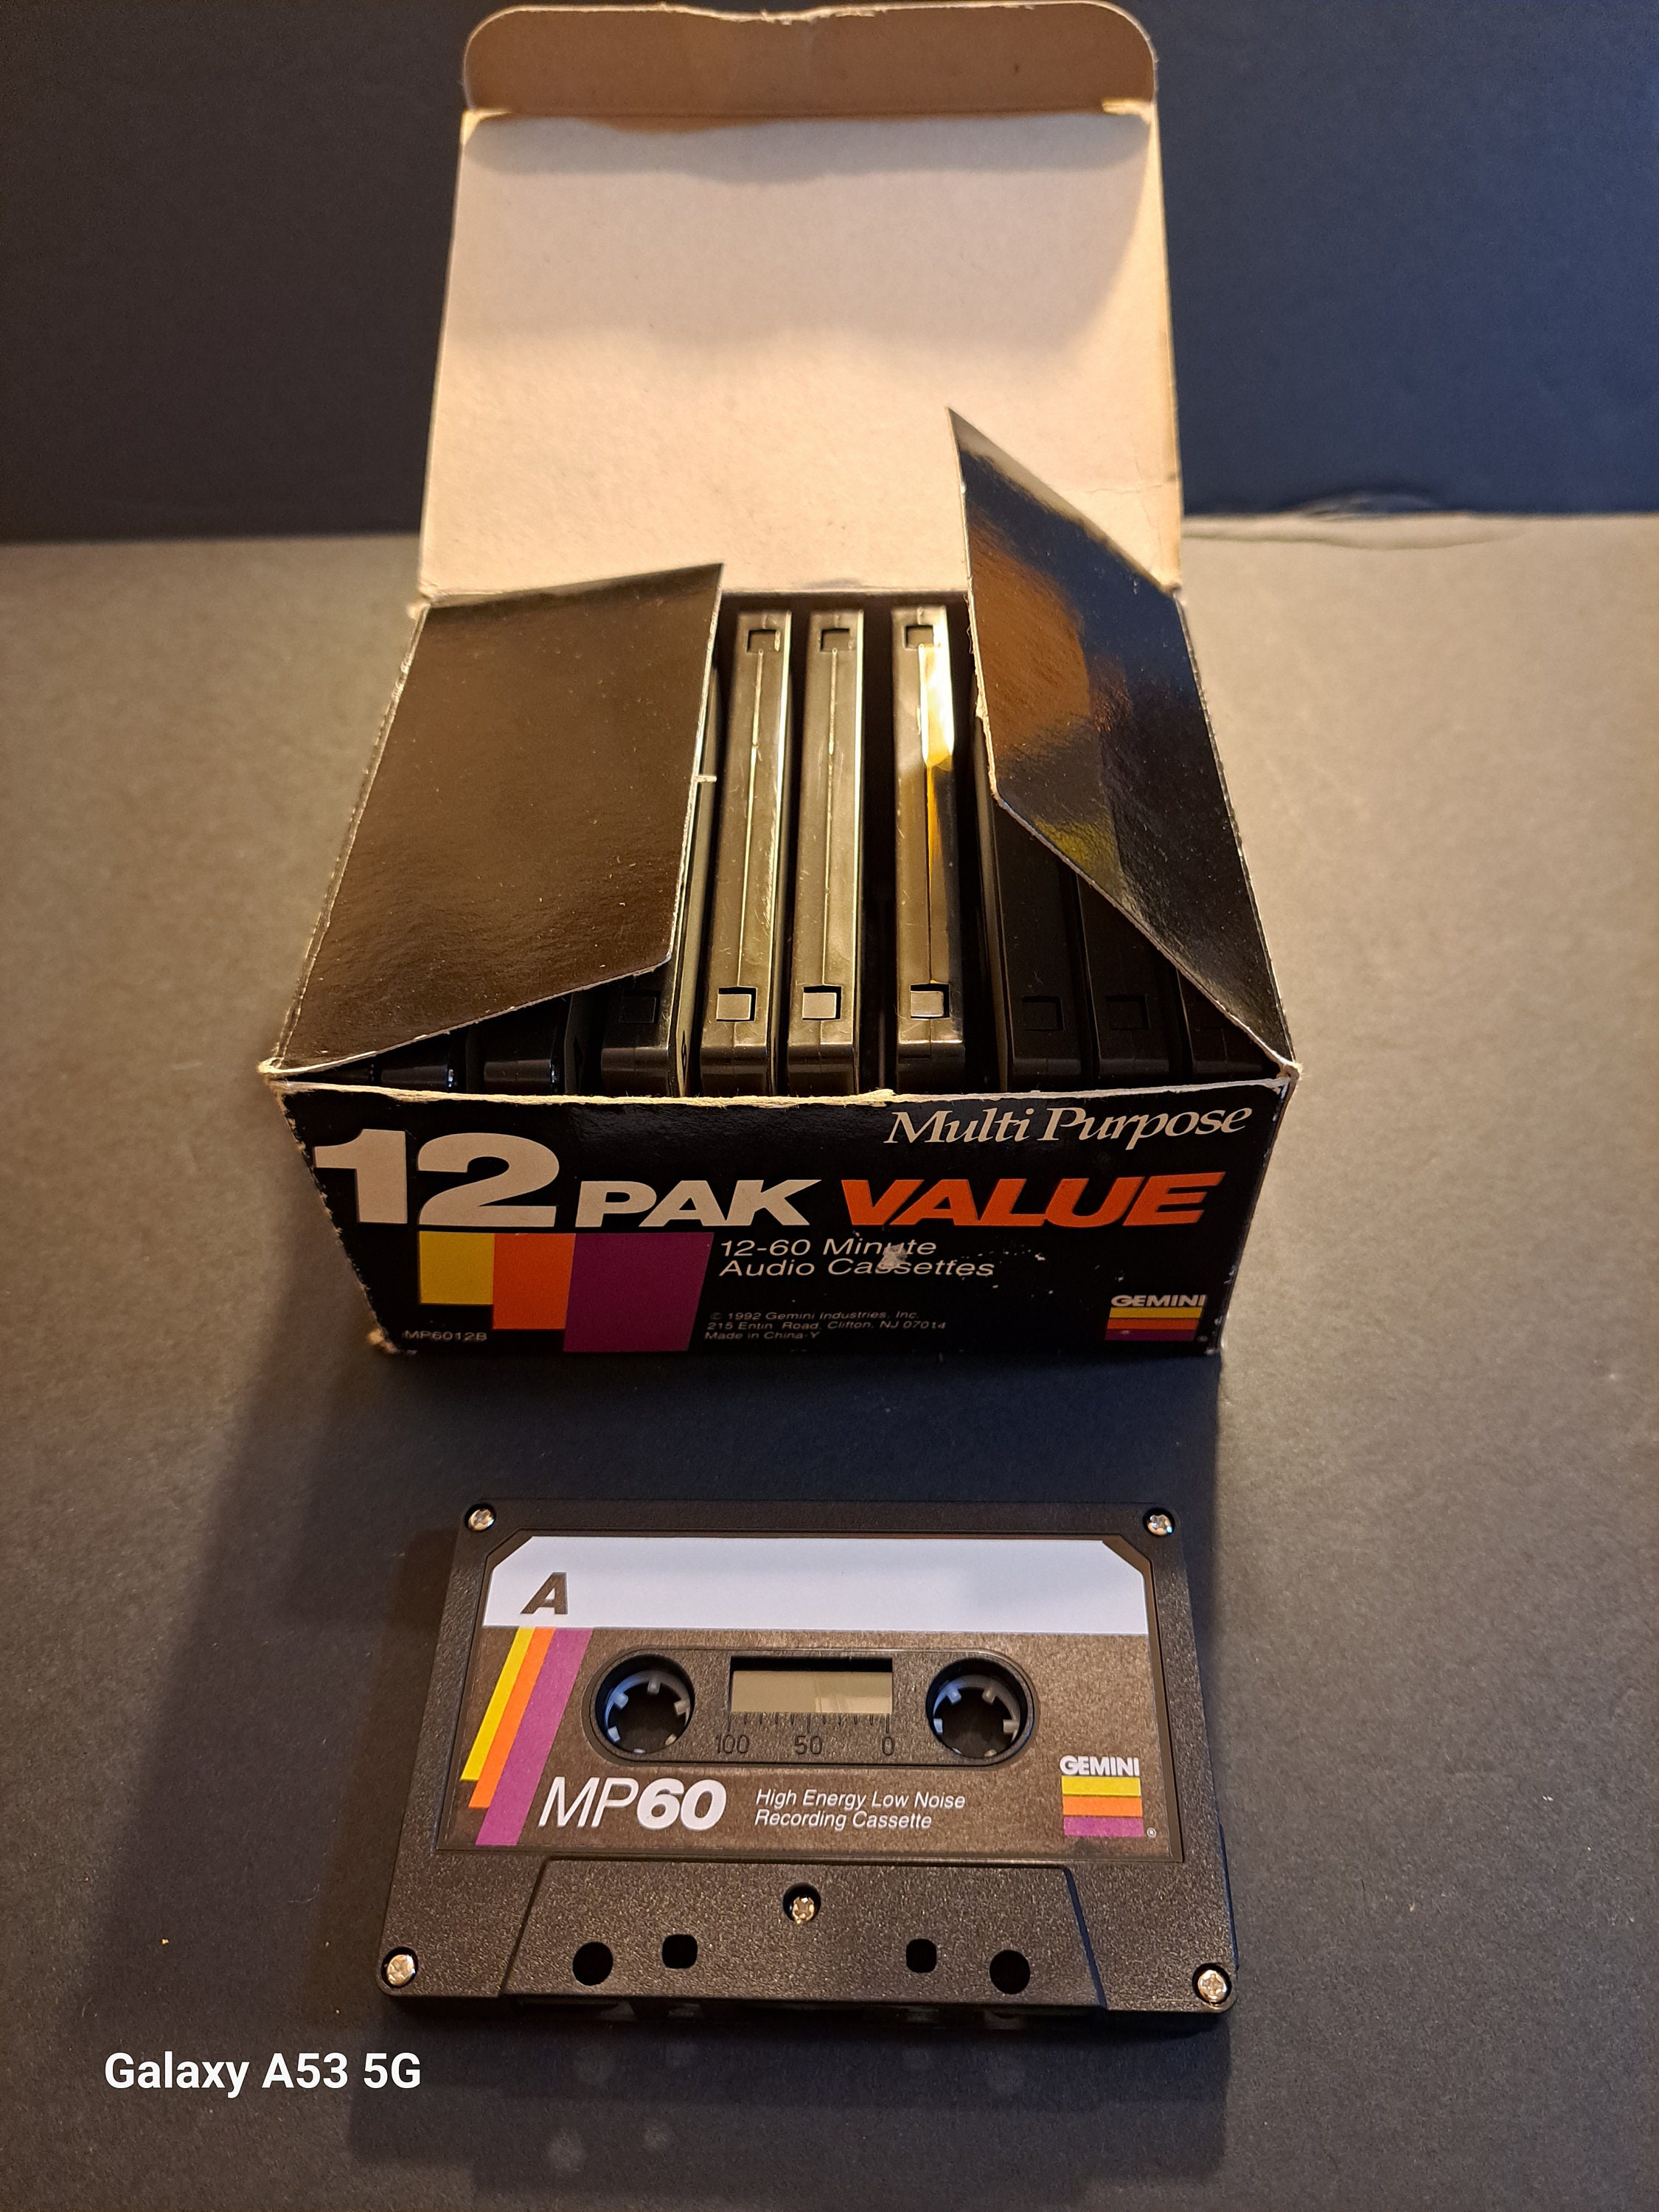 Multi Purpose
12 PAK VALUE
12-60 Minute
Audio Cassettes
© 1992 Gemini Industries, Inc.
215 Entin Road, Clifton, NJ 07014
Made in China-Y
MP6012B
GEMINI
®
A
100 50 0
GEMINI
®
MP60
High Energy Low Noise
Recording Cassette
Galaxy A53 5G